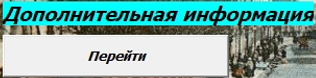 Дополнительная информация
Перейти